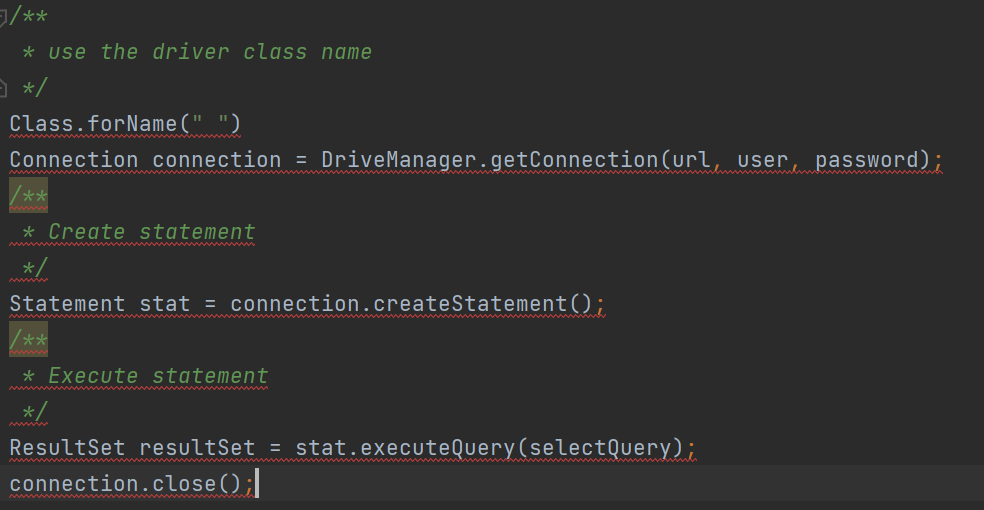 /**
 * use the driver class name
 */
Class.forName(" ")
Connection connection = DriveManager.getConnection(url, user, password);
/**
 * Create statement
 */
Statement stat = connection.createStatement();
/**
 * Execute statement
 */
ResultSet resultSet = stat.executeQuery(selectQuery);
connection.close();